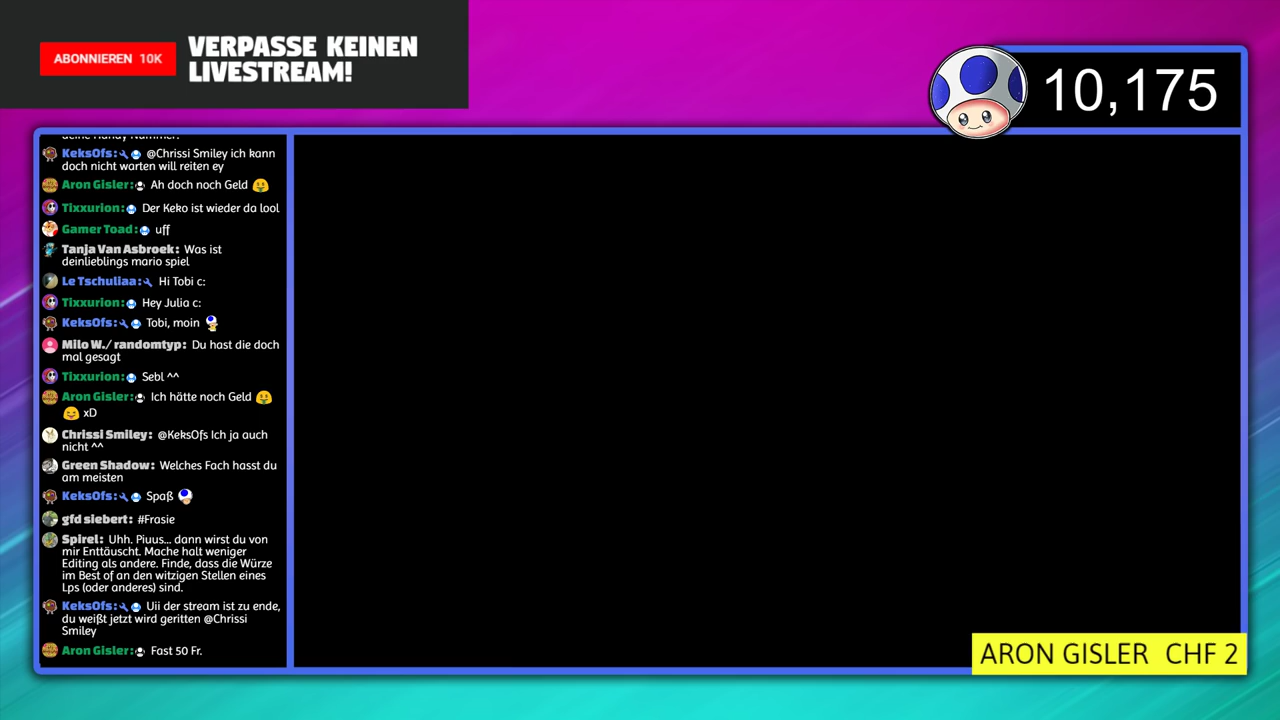 ABONNIEREN 10K
VERPASSE KEINEN
LIVESTREAM!
10,175
deine Handy Nummer.
KeksOfs: @Chrissi Smiley ich kann
doch nicht warten will reiten ey
Aron Gisler: Ah doch noch Geld
Tixxurion: Der Keko ist wieder da lool
Gamer Toad: uff
Tanja Van Asbroek: Was ist
deinlieblings mario spiel
Le Tschuliaa: Hi Tobi c:
Tixxurion: Hey Julia c:
KeksOfs: Tobi, moin
Milo W./ randomtyp: Du hast die doch
mal gesagt
Tixxurion: Sebl ^^
Aron Gisler: Ich hätte noch Geld
xD
Chrissi Smiley: @KeksOfs Ich ja auch
nicht ^^
Green Shadow: Welches Fach hasst du
am meisten
KeksOfs: Spaß
gfd siebert: #Frasie
Spirel: Uhh. Piuus... dann wirst du von
mir Enttäuscht. Mache halt weniger
Editing als andere. Finde, dass die Würze
im Best of an den witzigen Stellen eines
Lps (oder anderes) sind.
KeksOfs: Uii der stream ist zu ende,
du weißt jetzt wird geritten @Chrissi
Smiley
Aron Gisler: Fast 50 Fr.
ARON GISLER CHF 2